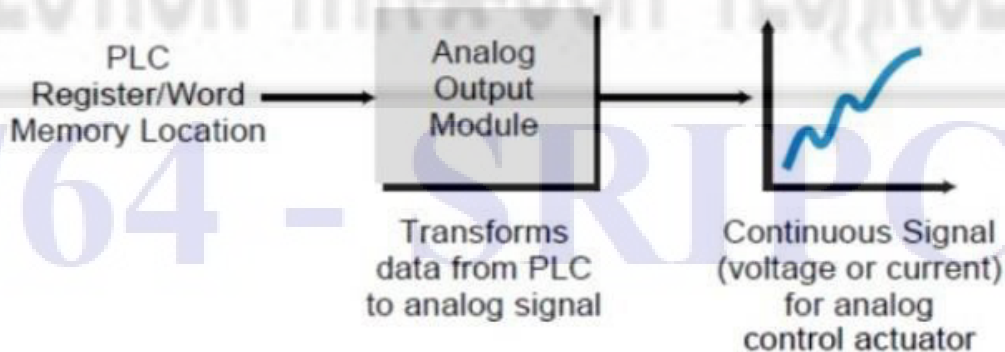 PLC
Register/Word
Memory Location
Analog
Output
Module
Transforms
data from PLC
to analog signal
Continuous Signal
(voltage or current)
for analog
control actuator
64 - SRIPC